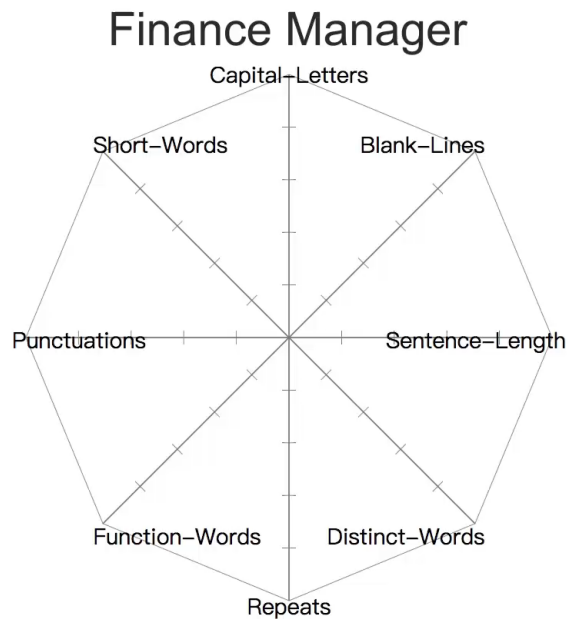 Finance Manager
Capital-Letters
Short-Words
Blank-Lines
Punctuations
Sentence-Length
Function-Words
Distinct-Words
Repeats